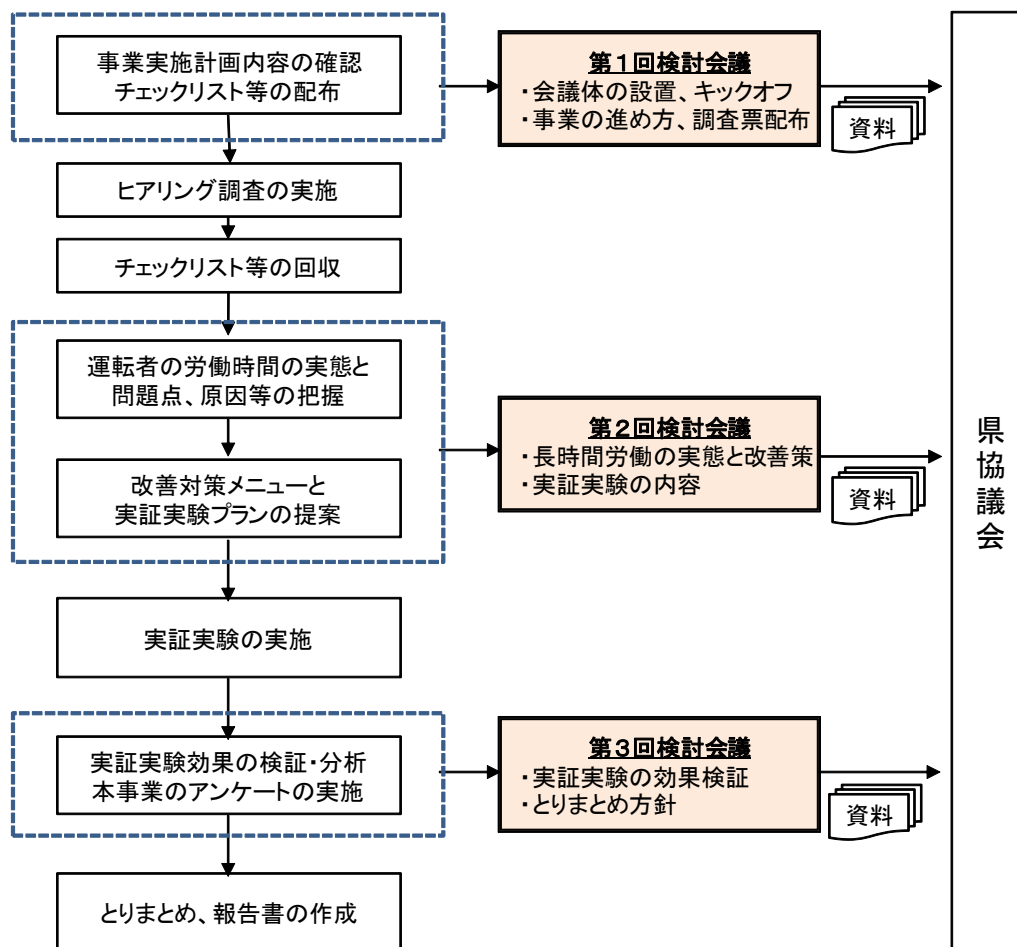 事業実施計画内容の確認
チェックリスト等の配布
第1回検討会議
・会議体の設置、キックオフ
・事業の進め方、調査票配布
資料
ヒアリング調査の実施
チェックリスト等の回収
運転者の労働時間の実態と
問題点、原因等の把握
改善対策メニューと
実証実験プランの提案
第2回検討会議
・長時間労働の実態と改善策
・実証実験の内容
資料
県協議会
実証実験の実施
実証実験効果の検証・分析
本事業のアンケートの実施
第3回検討会議
・実証実験の効果検証
・とりまとめ方針
資料
とりまとめ、報告書の作成